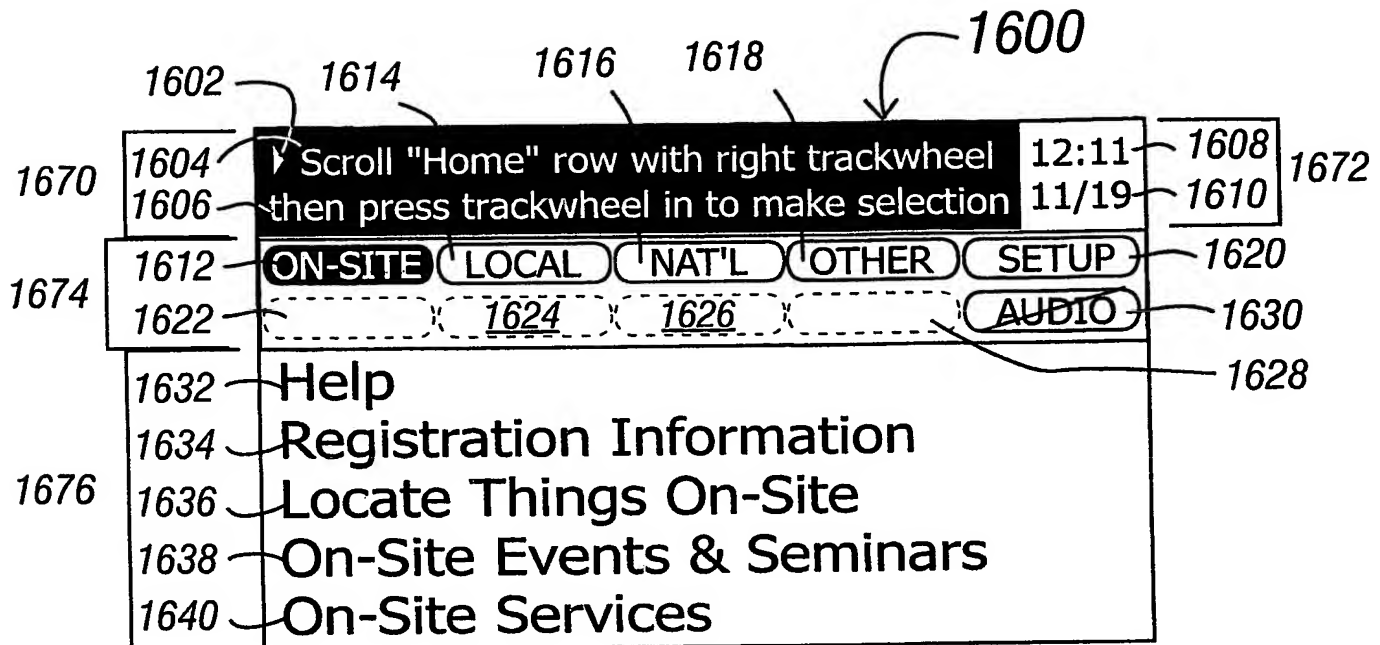 1600
1602 1614 1616 1618
1670 1604 Scroll "Home" row with right trackwheel 12:11 1608 1672
1606 then press trackwheel in to make selection 11/19 1610
1674 1612 ON-SITE LOCAL NAT'L OTHER SETUP 1620
1622 1624 1626 AUDIO 1630
1628
1632 Help
1634 Registration Information
1676 1636 Locate Things On-Site
1638 On-Site Events & Seminars
1640 On-Site Services